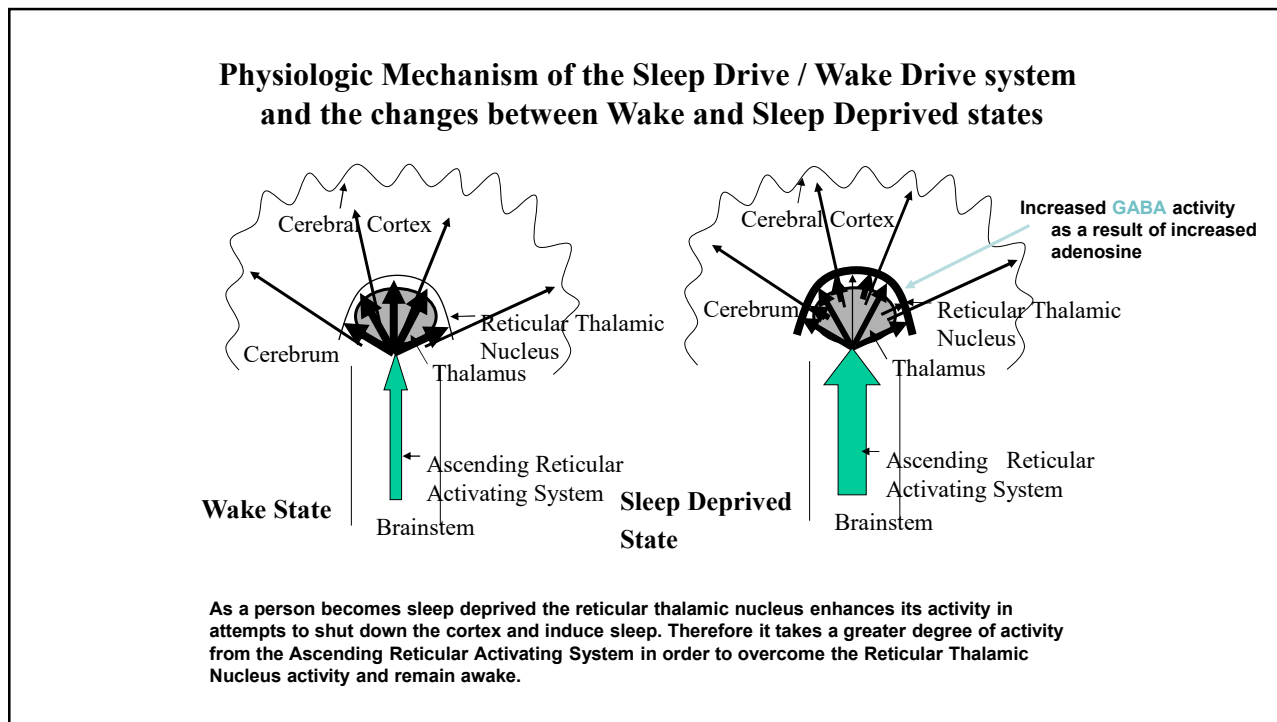 Physiologic Mechanism of the Sleep Drive / Wake Drive system
and the changes between Wake and Sleep Deprived states
Cerebral Cortex
Reticular Thalamic
Nucleus
Cerebrum
Thalamus
Ascending Reticular
Activating System
Wake State
Brainstem
Cerebral Cortex
Increased GABA activity
as a result of increased
adenosine
Cerebrum
Reticular Thalamic
Nucleus
Thalamus
Ascending Reticular
Activating System
Sleep Deprived
State
Brainstem
As a person becomes sleep deprived the reticular thalamic nucleus enhances its activity in
attempts to shut down the cortex and induce sleep. Therefore it takes a greater degree of activity
from the Ascending Reticular Activating System in order to overcome the Reticular Thalamic
Nucleus activity and remain awake.